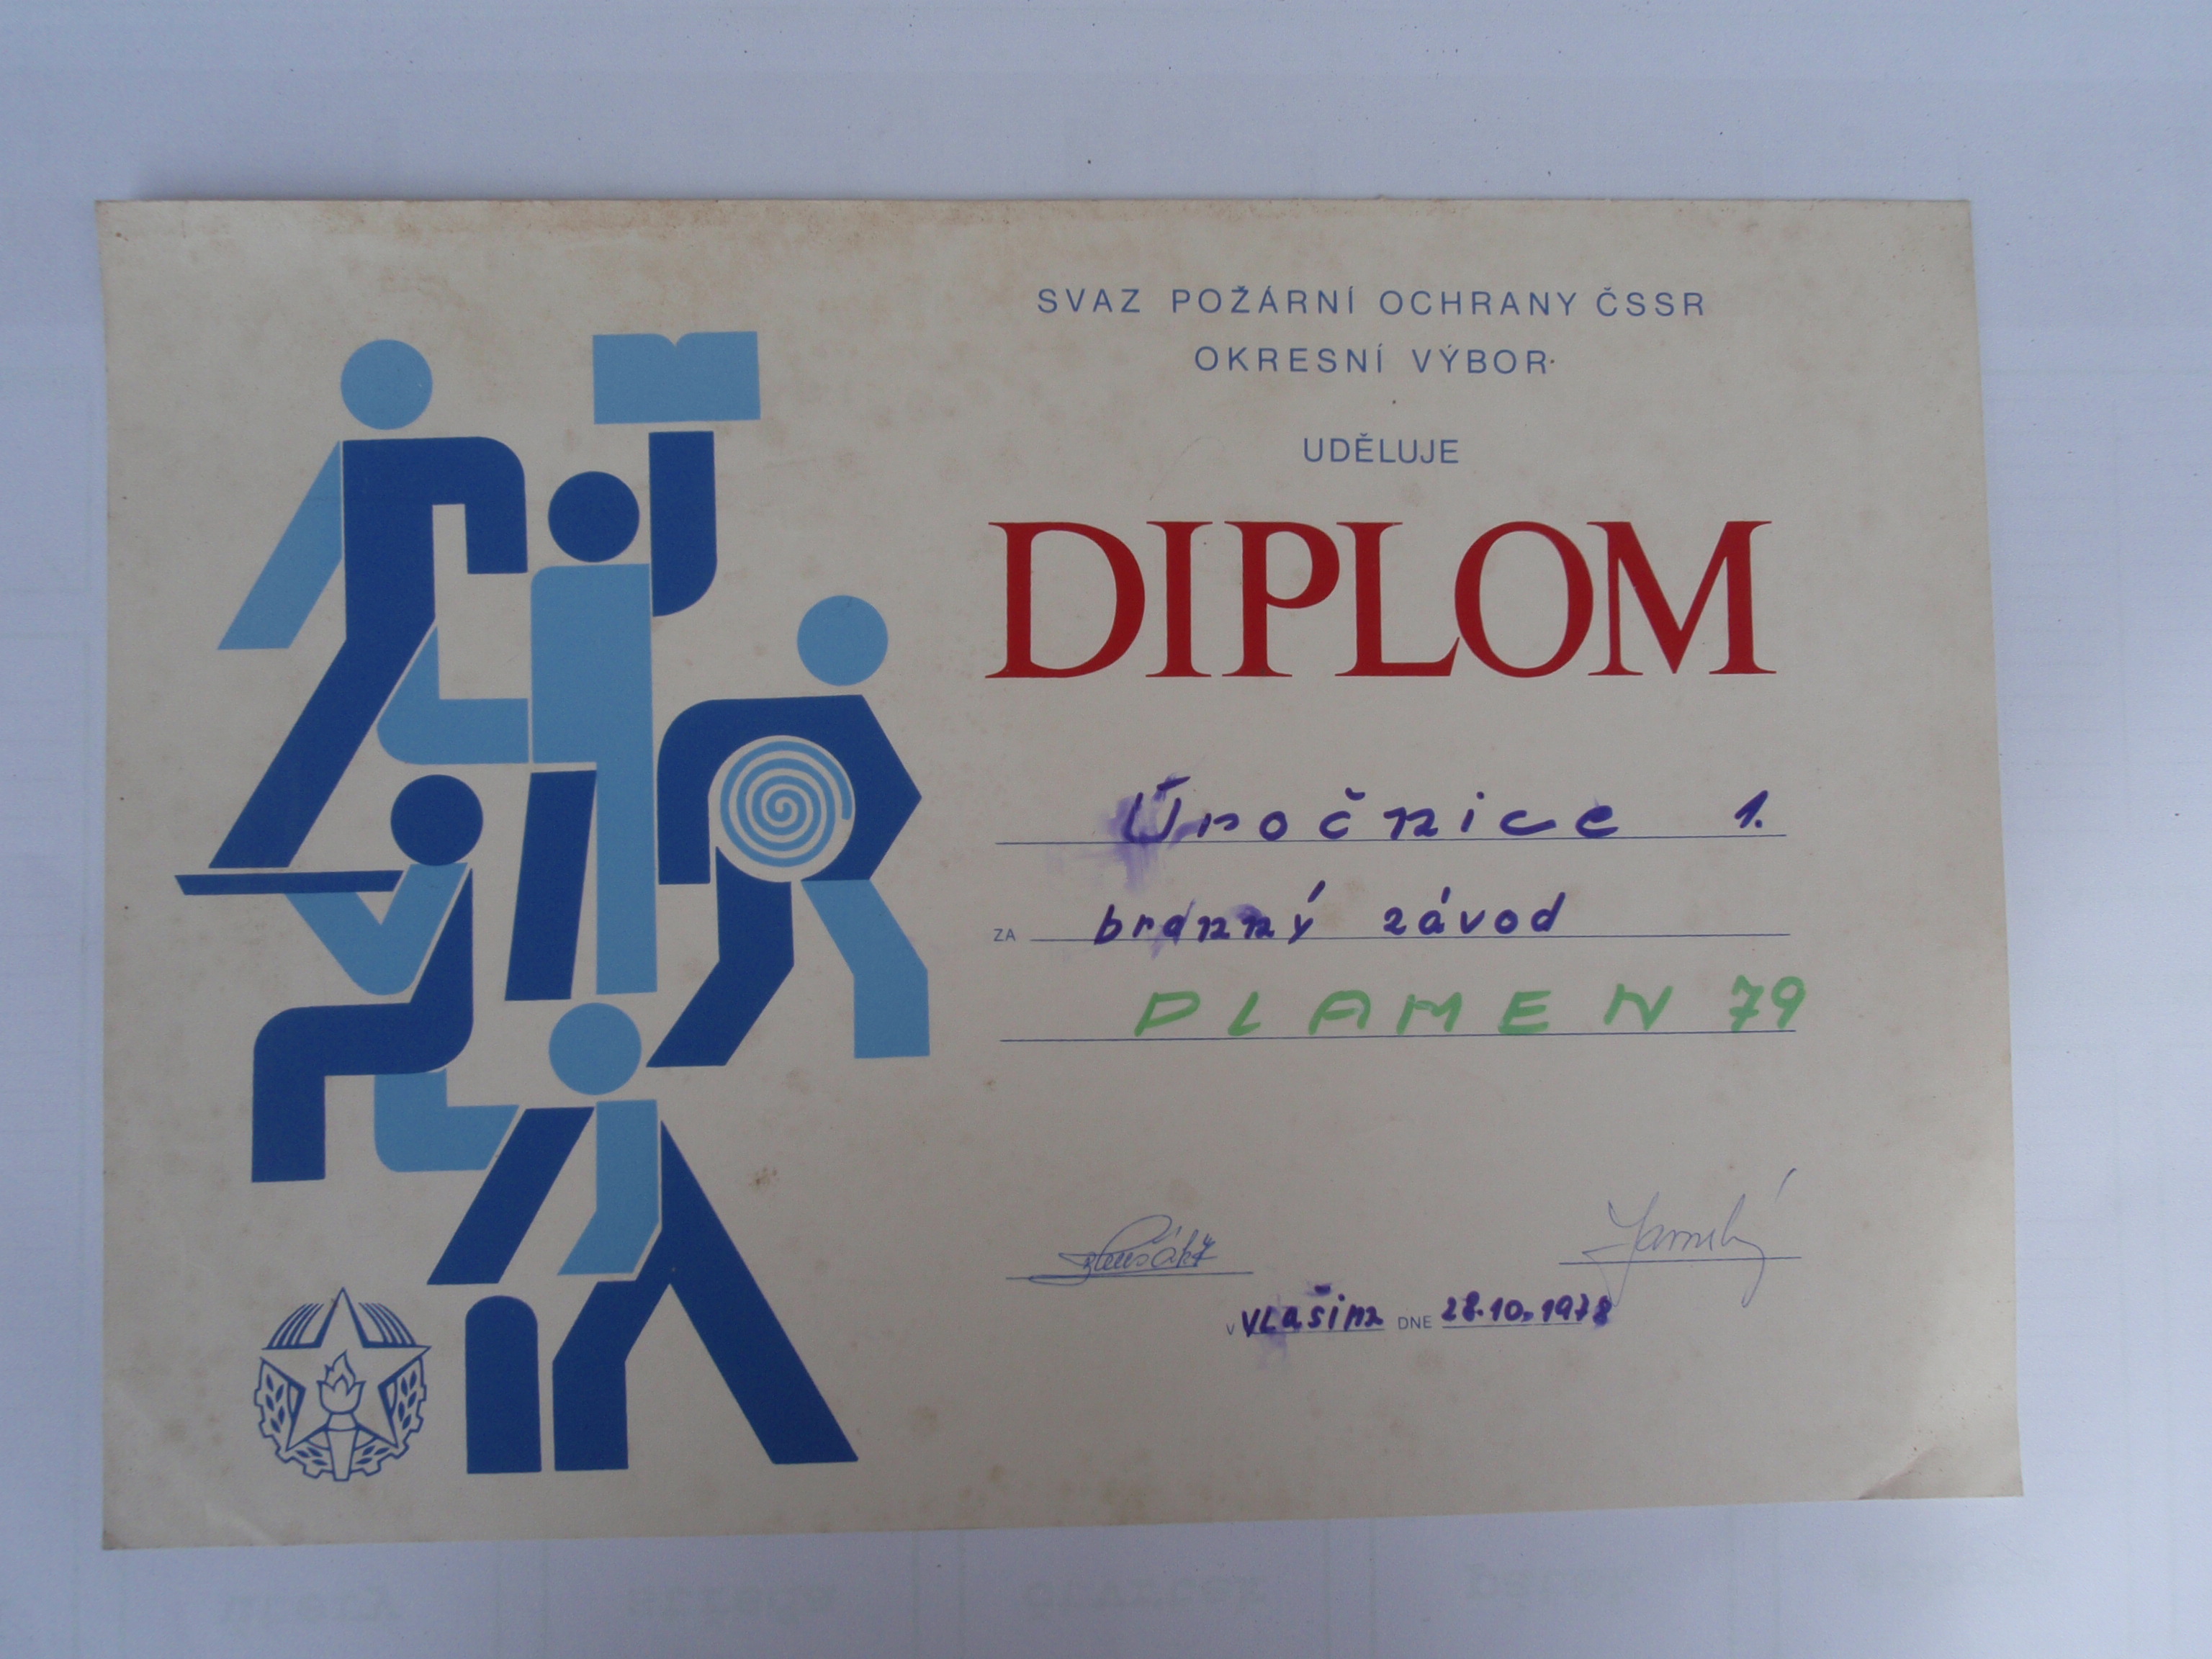 SVAZ POŽÁRNÍ OCHRANY ČSSR
OKRESNÍ VÝBOR
UDĚLUJE
DIPLOM
Úročnice 1.
ZA branný závod
PLAMEN 79
V Vlašim DNE 28.10.1978